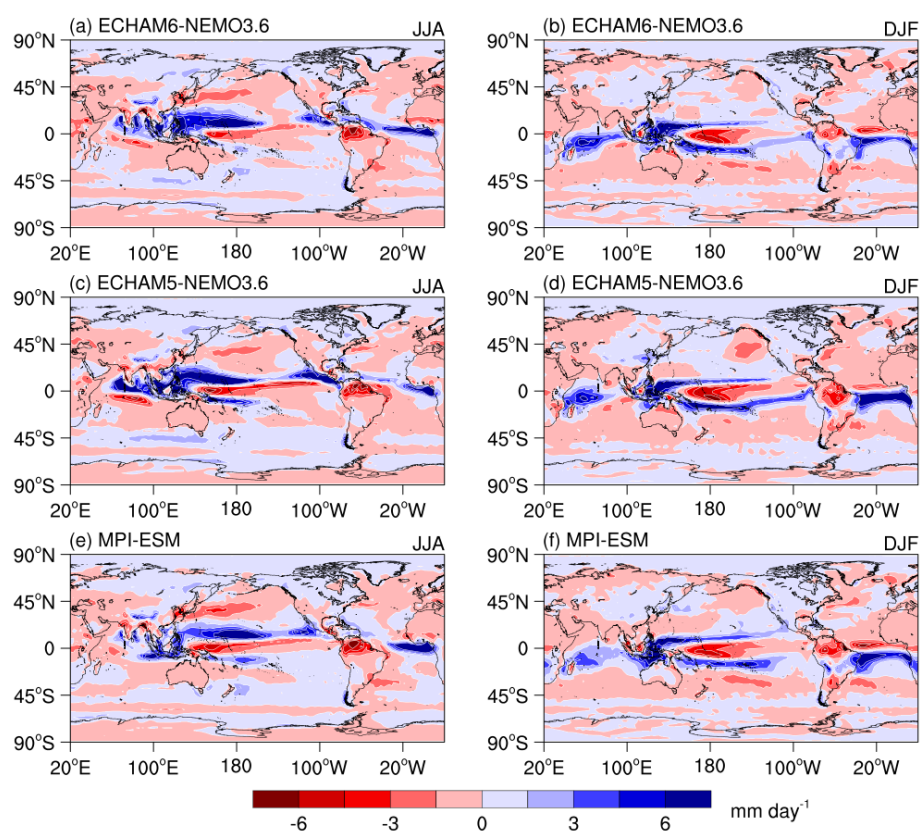 (a) ECHAM6-NEMO3.6 JJA
90°N
45°N
0
45°S
90°S
20°E 100°E 180 100°W 20°W
(b) ECHAM6-NEMO3.6 DJF
90°N
45°N
0
45°S
90°S
20°E 100°E 180 100°W 20°W
(c) ECHAM5-NEMO3.6 JJA
90°N
45°N
0
45°S
90°S
20°E 100°E 180 100°W 20°W
(d) ECHAM5-NEMO3.6 DJF
90°N
45°N
0
45°S
90°S
20°E 100°E 180 100°W 20°W
(e) MPI-ESM JJA
90°N
45°N
0
45°S
90°S
20°E 100°E 180 100°W 20°W
(f) MPI-ESM DJF
90°N
45°N
0
45°S
90°S
20°E 100°E 180 100°W 20°W
-6 -3 0 3 6 mm day⁻¹